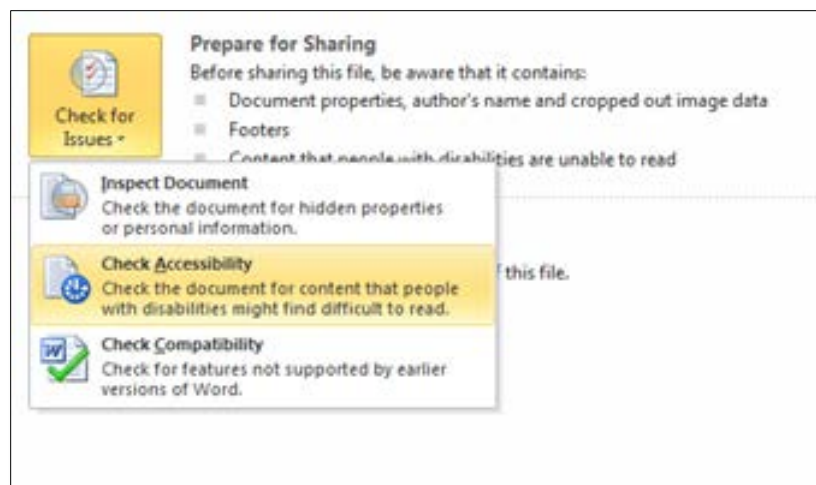 Prepare for Sharing
Before sharing this file, be aware that it contains:
Document properties, author's name and cropped out image data
Footers
Content that people with disabilities are unable to read
Check for
Issues
Inspect Document
Check the document for hidden properties
or personal information.
Check Accessibility
Check the document for content that people
with disabilities might find difficult to read.
this file.
Check Compatibility
Check for features not supported by earlier
versions of Word.